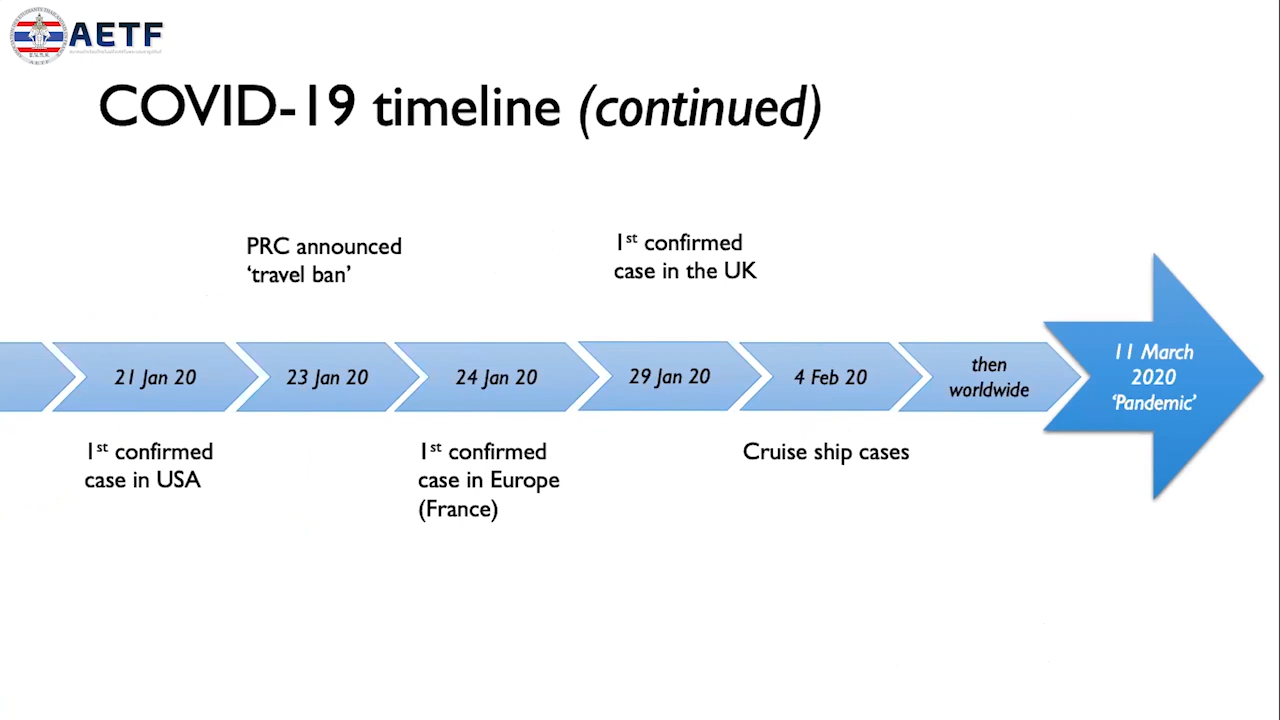 AETF
COVID-19 timeline (continued)
PRC announced
‘travel ban’
1st confirmed
case in the UK
21 Jan 20
23 Jan 20
24 Jan 20
29 Jan 20
4 Feb 20
then
worldwide
11 March
2020
‘Pandemic’
1st confirmed
case in USA
1st confirmed
case in Europe
(France)
Cruise ship cases